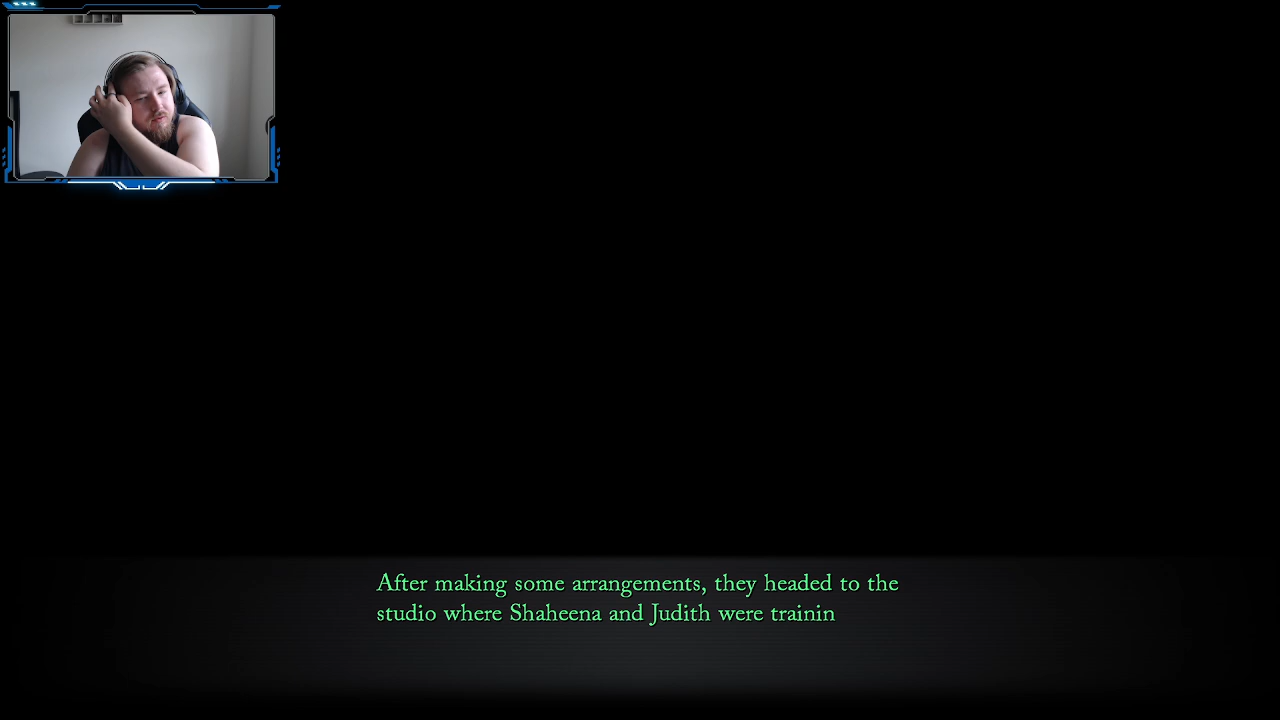 After making some arrangements, they headed to the
studio where Shaheena and Judith were trainin